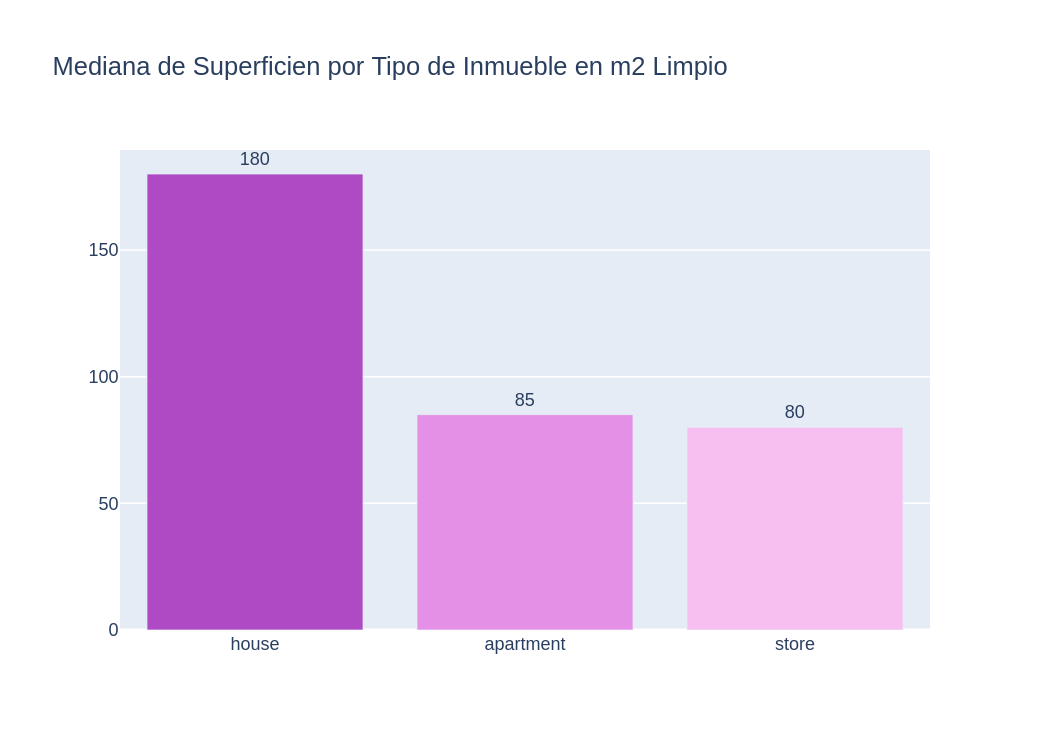 Mediana de Superficien por Tipo de Inmueble en m2 Limpio
180
150
100
85
80
50
0
house
apartment
store